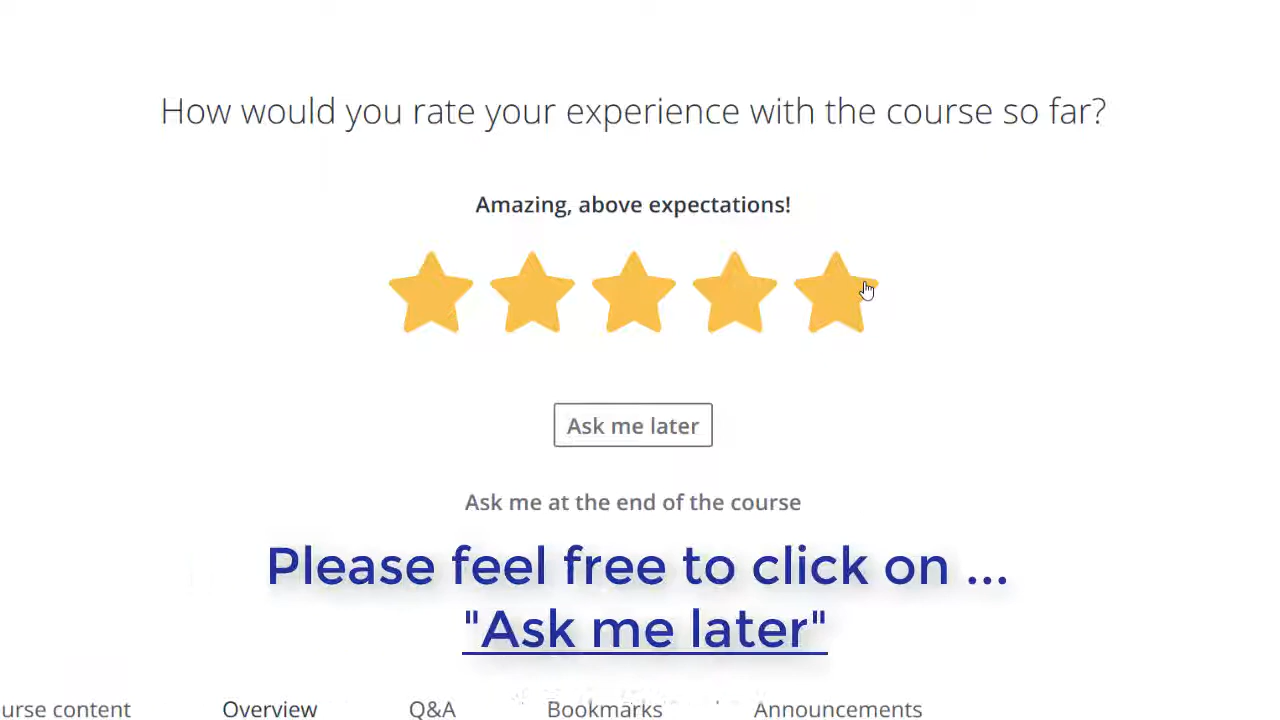 How would you rate your experience with the course so far?
Amazing, above expectations!
Ask me later
Ask me at the end of the course
Please feel free to click on ...
"Ask me later"
urse content Overview Q&A Bookmarks Announcements